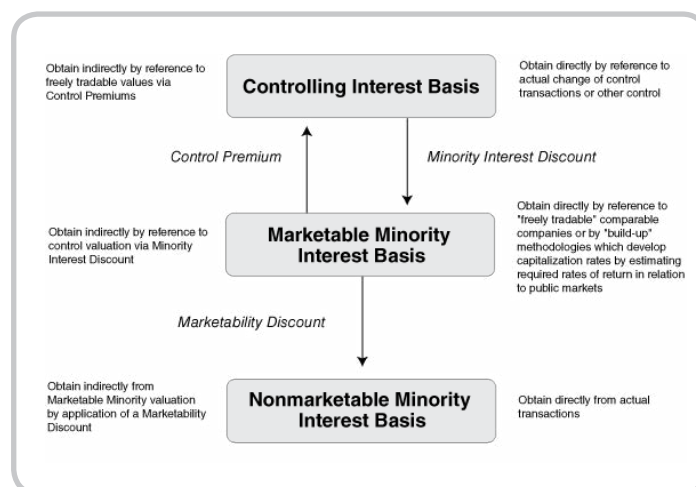 Obtain indirectly by reference to
freely tradable values via
Control Premiums
Controlling Interest Basis
Obtain directly by reference to
actual change of control
transactions or other control
Control Premium
Minority Interest Discount
Obtain indirectly by reference to
control valuation via Minority
Interest Discount
Marketable Minority
Interest Basis
Obtain directly by reference to
"freely tradable" comparable
companies or by "build-up"
methodologies which develop
capitalization rates by estimating
required rates of return in relation
to public markets
Marketability Discount
Obtain indirectly from
Marketable Minority valuation
by application of a Marketability
Discount
Nonmarketable Minority
Interest Basis
Obtain directly from actual
transactions